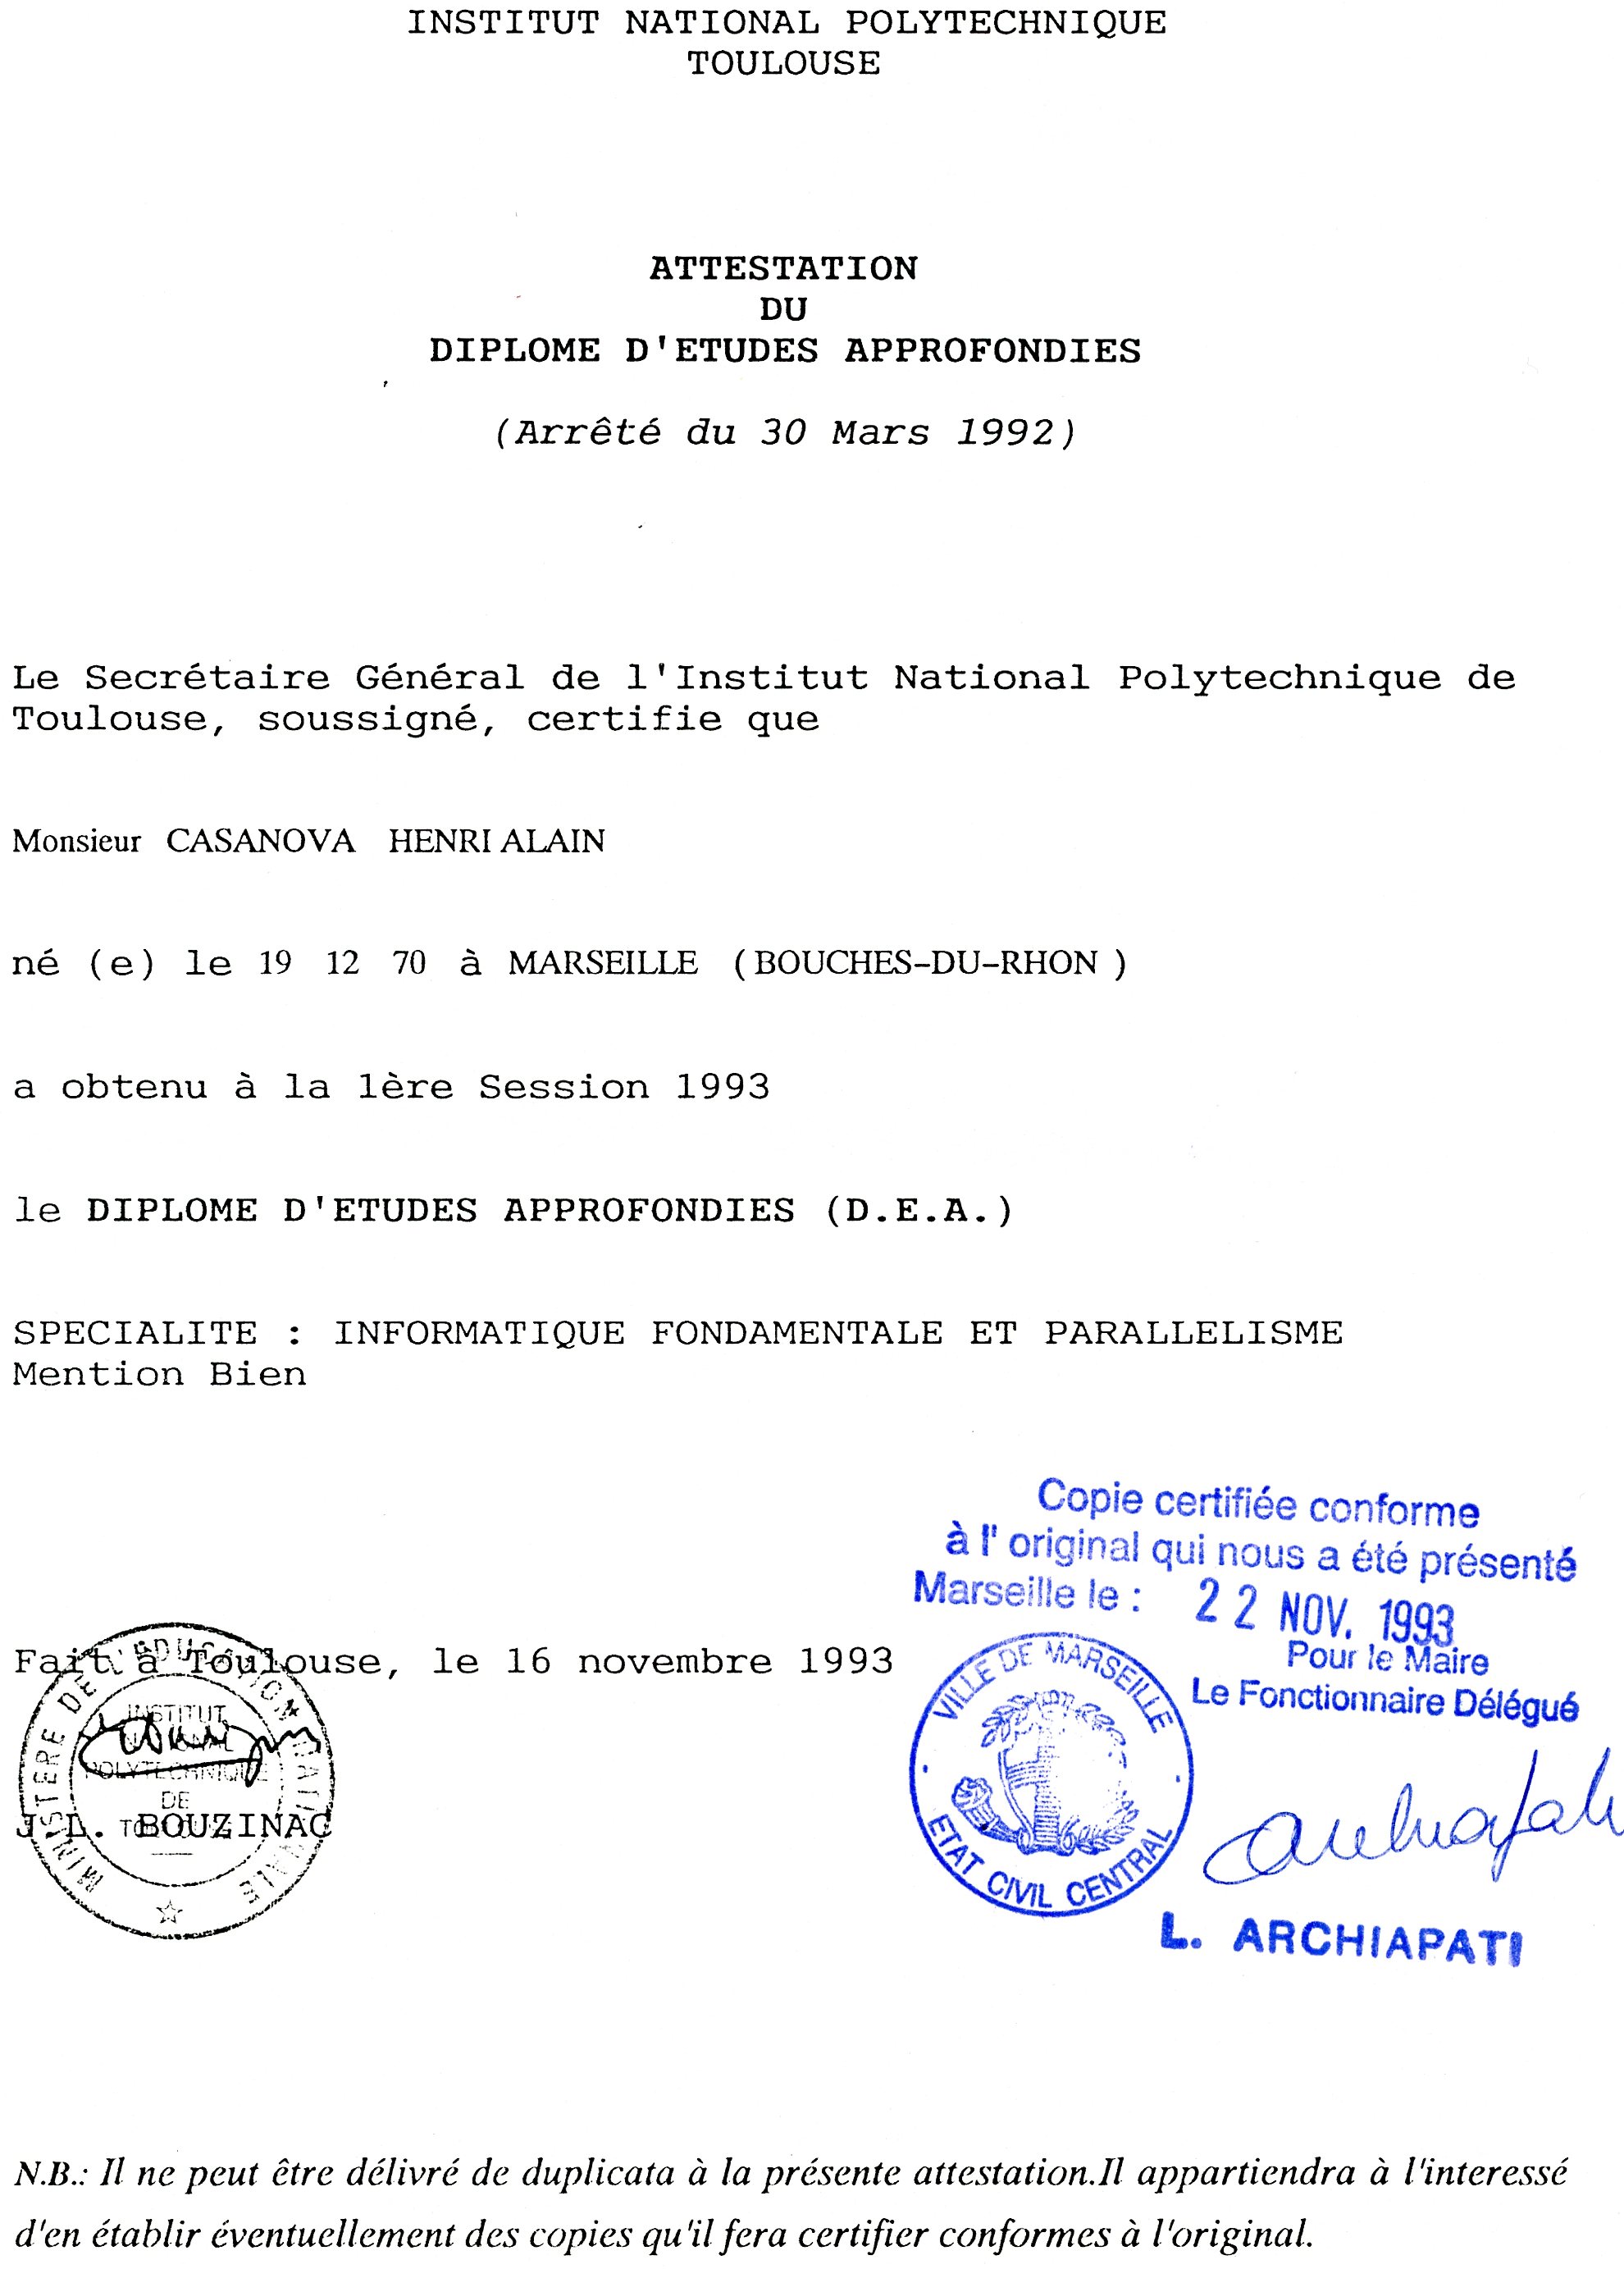 INSTITUT NATIONAL POLYTECHNIQUE
TOULOUSE
ATTESTATION
DU
DIPLOME D'ETUDES APPROFONDIES
(Arrêté du 30 Mars 1992)
Le Secrétaire Général de l'Institut National Polytechnique de
Toulouse, soussigné, certifie que
Monsieur CASANOVA HENRI ALAIN
né (e) le 19 12 70 à MARSEILLE (BOUCHES-DU-RHON )
a obtenu à la 1ère Session 1993
le DIPLOME D'ETUDES APPROFONDIES (D.E.A.)
SPECIALITE : INFORMATIQUE FONDAMENTALE ET PARALLELISME
Mention Bien
Copie certifiée conforme
à l' original qui nous a été présenté
Marseille le : 22 NOV. 1993
Pour le Maire
Le Fonctionnaire Délégué
Fait à Toulouse, le 16 novembre 1993
MINISTERE DE L'EDUCATION NATIONALE
INSTITUT
NATIONAL
POLYTECHNIQUE
DE
TOULOUSE
J.L. BOUZINAC
VILLE DE MARSEILLE
ETAT CIVIL CENTRAL
L. ARCHIAPATI
N.B.: Il ne peut être délivré de duplicata à la présente attestation.Il appartiendra à l'interessé
d'en établir éventuellement des copies qu'il fera certifier conformes à l'original.